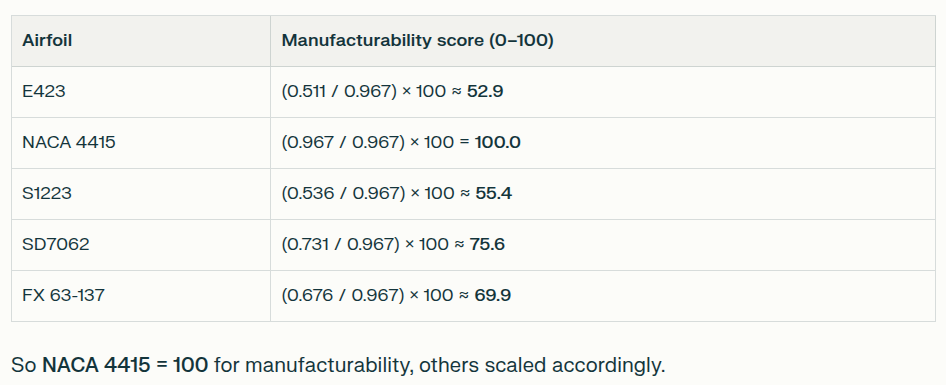 Airfoil Manufacturability score (0–100)
E423 (0.511 / 0.967) × 100 ≈ 52.9
NACA 4415 (0.967 / 0.967) × 100 = 100.0
S1223 (0.536 / 0.967) × 100 ≈ 55.4
SD7062 (0.731 / 0.967) × 100 ≈ 75.6
FX 63-137 (0.676 / 0.967) × 100 ≈ 69.9
So NACA 4415 = 100 for manufacturability, others scaled accordingly.